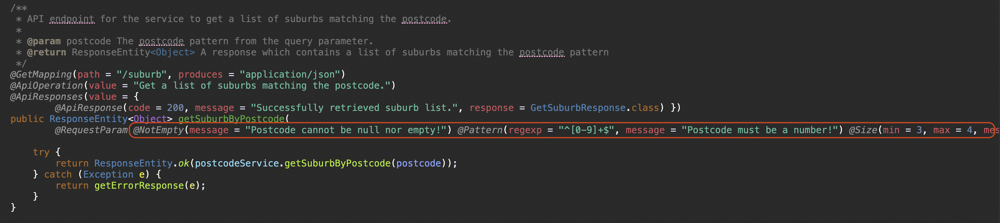 /**
* API endpoint for the service to get a list of suburbs matching the postcode.
*
* @param postcode The postcode pattern from the query parameter.
* @return ResponseEntity<Object> A response which contains a list of suburbs matching the postcode pattern
*/
@GetMapping(path = "/suburb", produces = "application/json")
@ApiOperation(value = "Get a list of suburbs matching the postcode.")
@ApiResponses(value = {
@ApiResponse(code = 200, message = "Successfully retrieved suburb list.", response = GetSuburbResponse.class) })
public ResponseEntity<Object> getSuburbByPostcode(
@RequestParam @NotEmpty(message = "Postcode cannot be null nor empty!") @Pattern(regexp = "^[0-9]+$", message = "Postcode must be a number!") @Size(min = 3, max = 4, mes
try {
return ResponseEntity.ok(postcodeService.getSuburbByPostcode(postcode));
} catch (Exception e) {
return getErrorResponse(e);
}
}